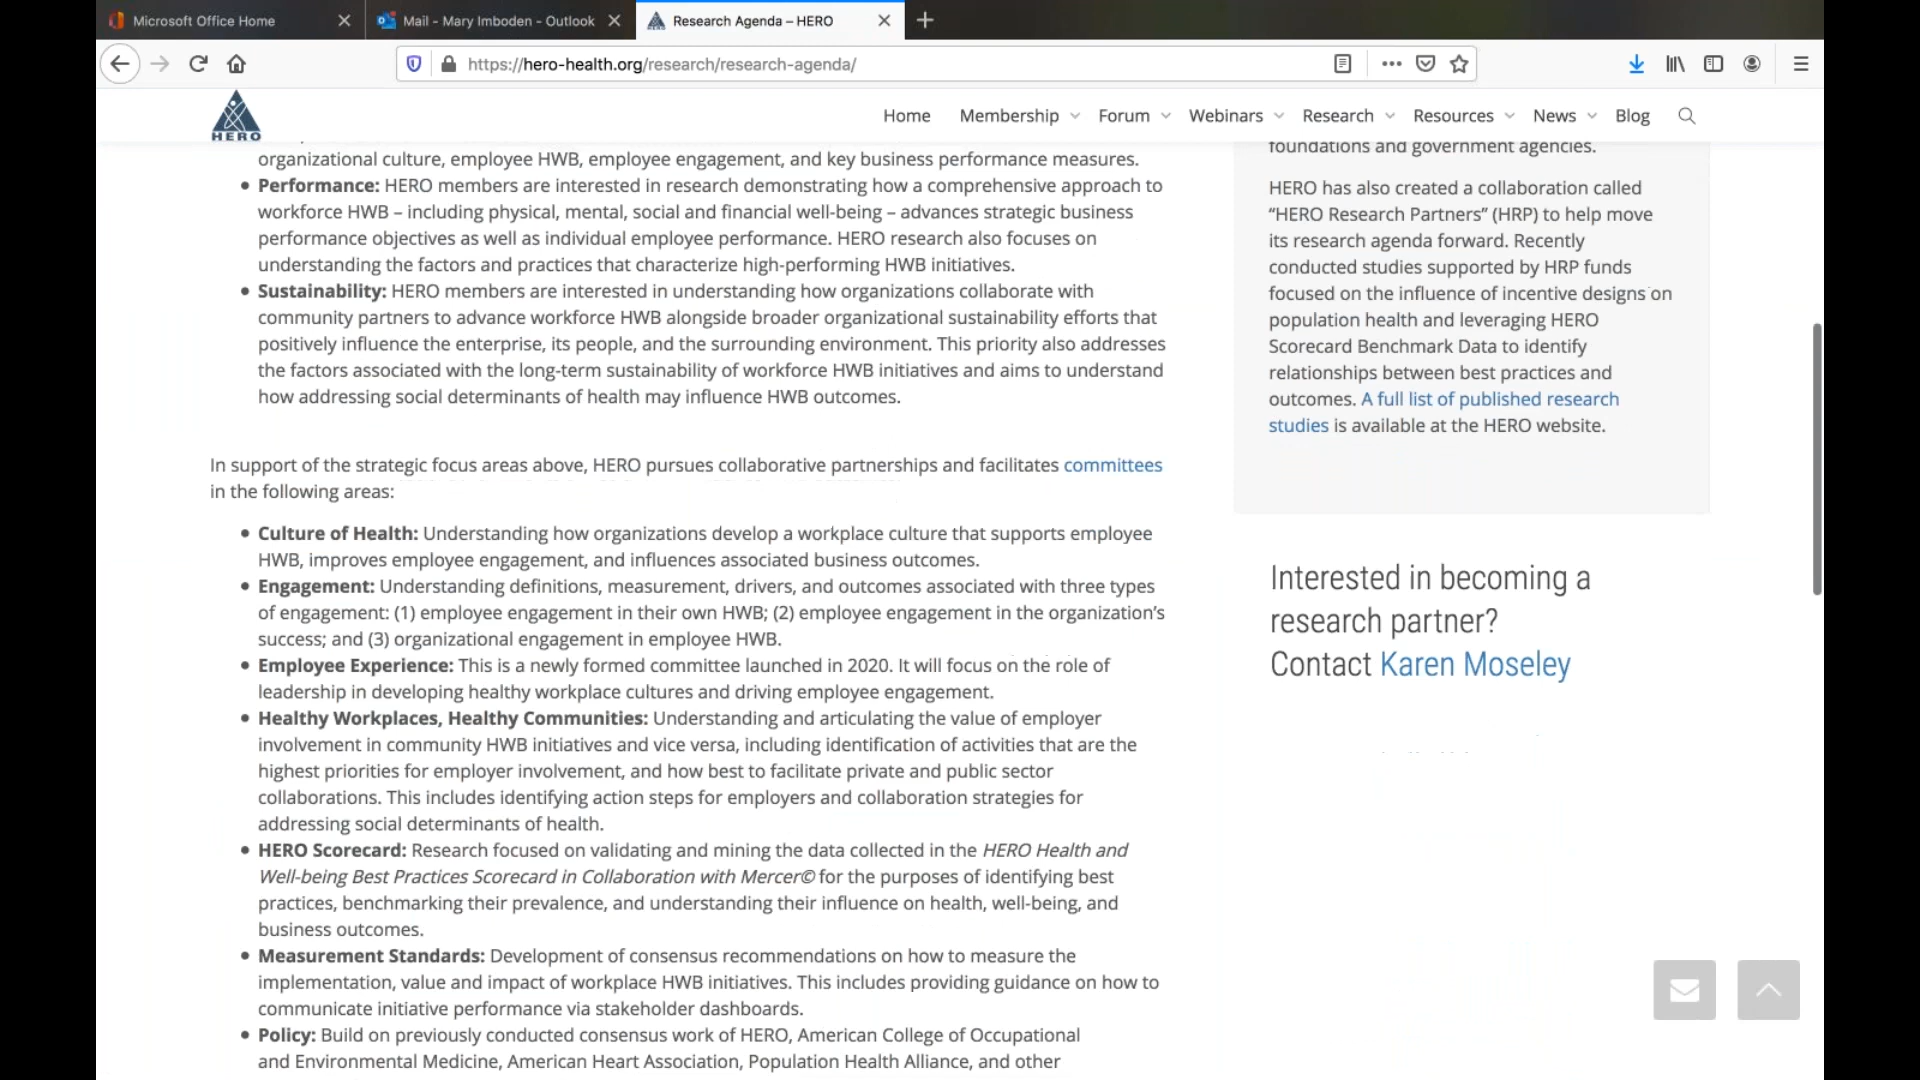 Microsoft Office Home
Mail - Mary Imboden - Outlook
Research Agenda – HERO
https://hero-health.org/research/research-agenda/
HERO
Home
Membership
Forum
Webinars
Research
Resources
News
Blog
organizational culture, employee HWB, employee engagement, and key business performance measures.
• Performance: HERO members are interested in research demonstrating how a comprehensive approach to
workforce HWB – including physical, mental, social and financial well-being – advances strategic business
performance objectives as well as individual employee performance. HERO research also focuses on
understanding the factors and practices that characterize high-performing HWB initiatives.
• Sustainability: HERO members are interested in understanding how organizations collaborate with
community partners to advance workforce HWB alongside broader organizational sustainability efforts that
positively influence the enterprise, its people, and the surrounding environment. This priority also addresses
the factors associated with the long-term sustainability of workforce HWB initiatives and aims to understand
how addressing social determinants of health may influence HWB outcomes.
In support of the strategic focus areas above, HERO pursues collaborative partnerships and facilitates committees
in the following areas:
• Culture of Health: Understanding how organizations develop a workplace culture that supports employee
HWB, improves employee engagement, and influences associated business outcomes.
• Engagement: Understanding definitions, measurement, drivers, and outcomes associated with three types
of engagement: (1) employee engagement in their own HWB; (2) employee engagement in the organization’s
success; and (3) organizational engagement in employee HWB.
• Employee Experience: This is a newly formed committee launched in 2020. It will focus on the role of
leadership in developing healthy workplace cultures and driving employee engagement.
• Healthy Workplaces, Healthy Communities: Understanding and articulating the value of employer
involvement in community HWB initiatives and vice versa, including identification of activities that are the
highest priorities for employer involvement, and how best to facilitate private and public sector
collaborations. This includes identifying action steps for employers and collaboration strategies for
addressing social determinants of health.
• HERO Scorecard: Research focused on validating and mining the data collected in the HERO Health and
Well-being Best Practices Scorecard in Collaboration with Mercer© for the purposes of identifying best
practices, benchmarking their prevalence, and understanding their influence on health, well-being, and
business outcomes.
• Measurement Standards: Development of consensus recommendations on how to measure the
implementation, value and impact of workplace HWB initiatives. This includes providing guidance on how to
communicate initiative performance via stakeholder dashboards.
• Policy: Build on previously conducted consensus work of HERO, American College of Occupational
and Environmental Medicine, American Heart Association, Population Health Alliance, and other
foundations and government agencies.
HERO has also created a collaboration called
“HERO Research Partners” (HRP) to help move
its research agenda forward. Recently
conducted studies supported by HRP funds
focused on the influence of incentive designs on
population health and leveraging HERO
Scorecard Benchmark Data to identify
relationships between best practices and
outcomes. A full list of published research
studies is available at the HERO website.
Interested in becoming a
research partner?
Contact Karen Moseley